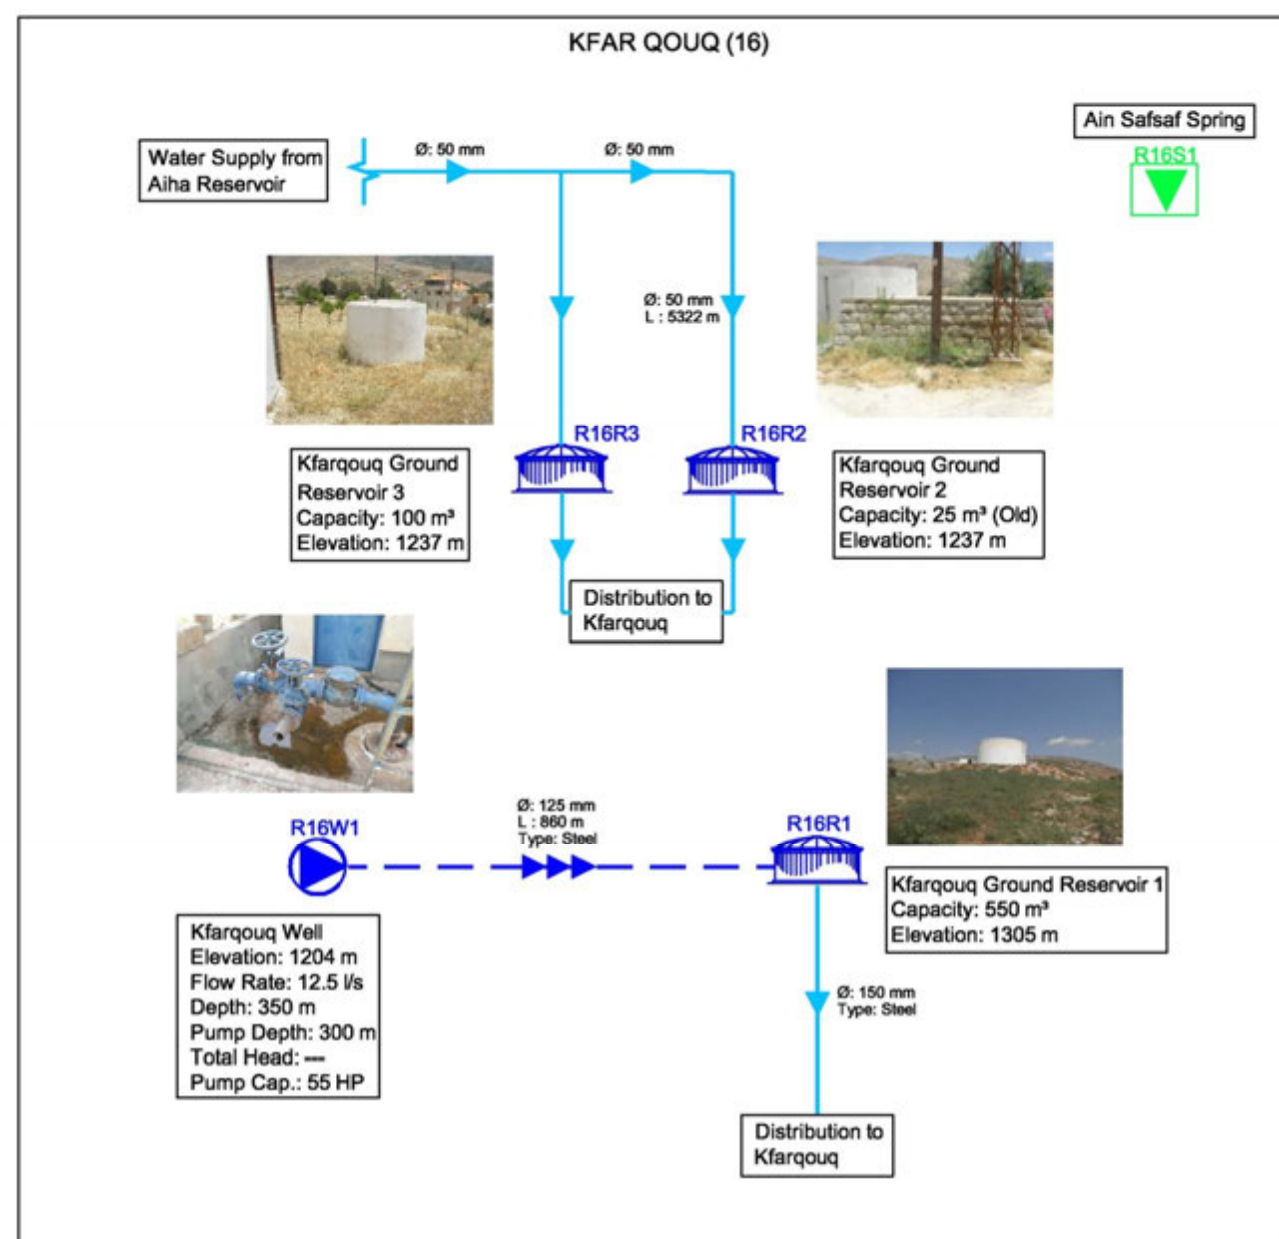 KFAR QOUQ (16)
Ain Safsaf Spring
R16S1
Water Supply from
Aiha Reservoir
Ø: 50 mm
Ø: 50 mm
Ø: 50 mm
L : 5322 m
R16R3
R16R2
Kfarqouq Ground
Reservoir 3
Capacity: 100 m³
Elevation: 1237 m
Kfarqouq Ground
Reservoir 2
Capacity: 25 m³ (Old)
Elevation: 1237 m
Distribution to
Kfarqouq
R16W1
Ø: 125 mm
L : 860 m
Type: Steel
R16R1
Kfarqouq Well
Elevation: 1204 m
Flow Rate: 12.5 l/s
Depth: 350 m
Pump Depth: 300 m
Total Head: ---
Pump Cap.: 55 HP
Kfarqouq Ground Reservoir 1
Capacity: 550 m³
Elevation: 1305 m
Ø: 150 mm
Type: Steel
Distribution to
Kfarqouq